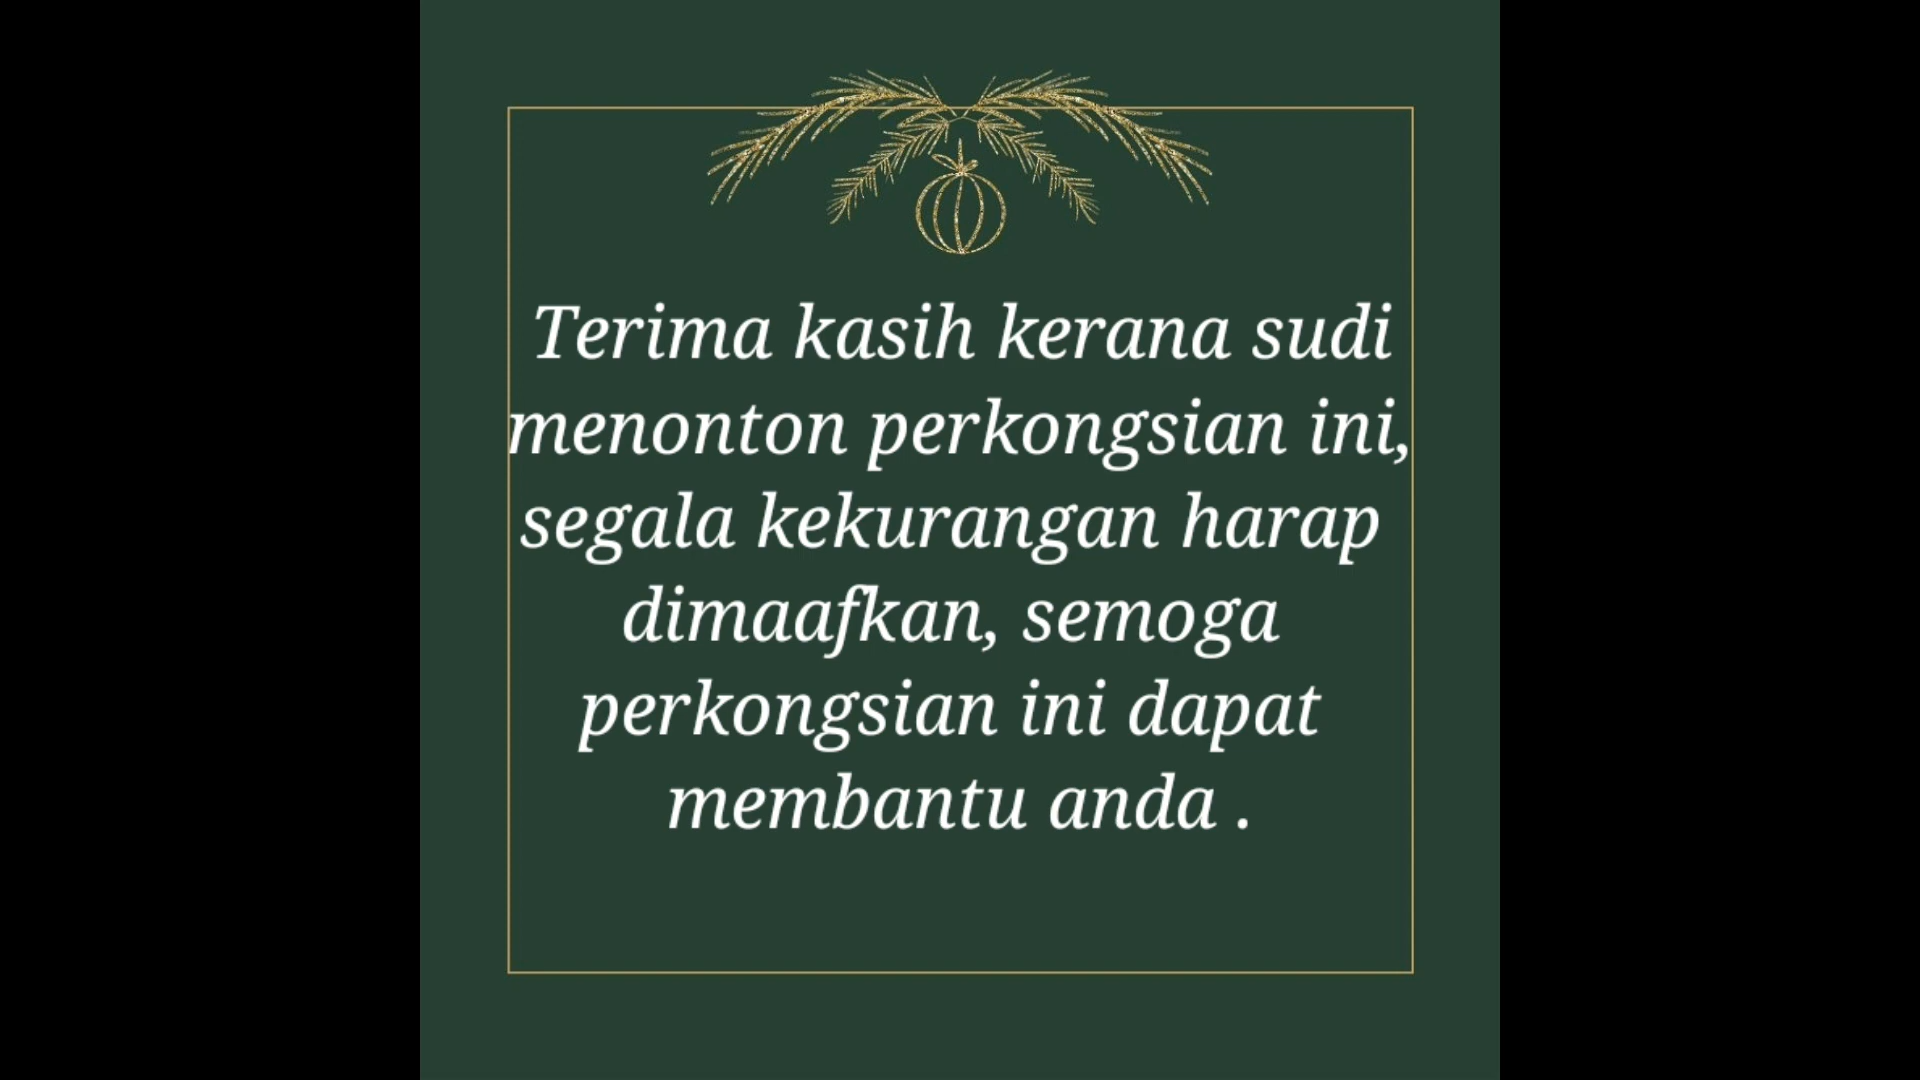 Terima kasih kerana sudi
menonton perkongsian ini,
segala kekurangan harap
dimaafkan, semoga
perkongsian ini dapat
membantu anda .